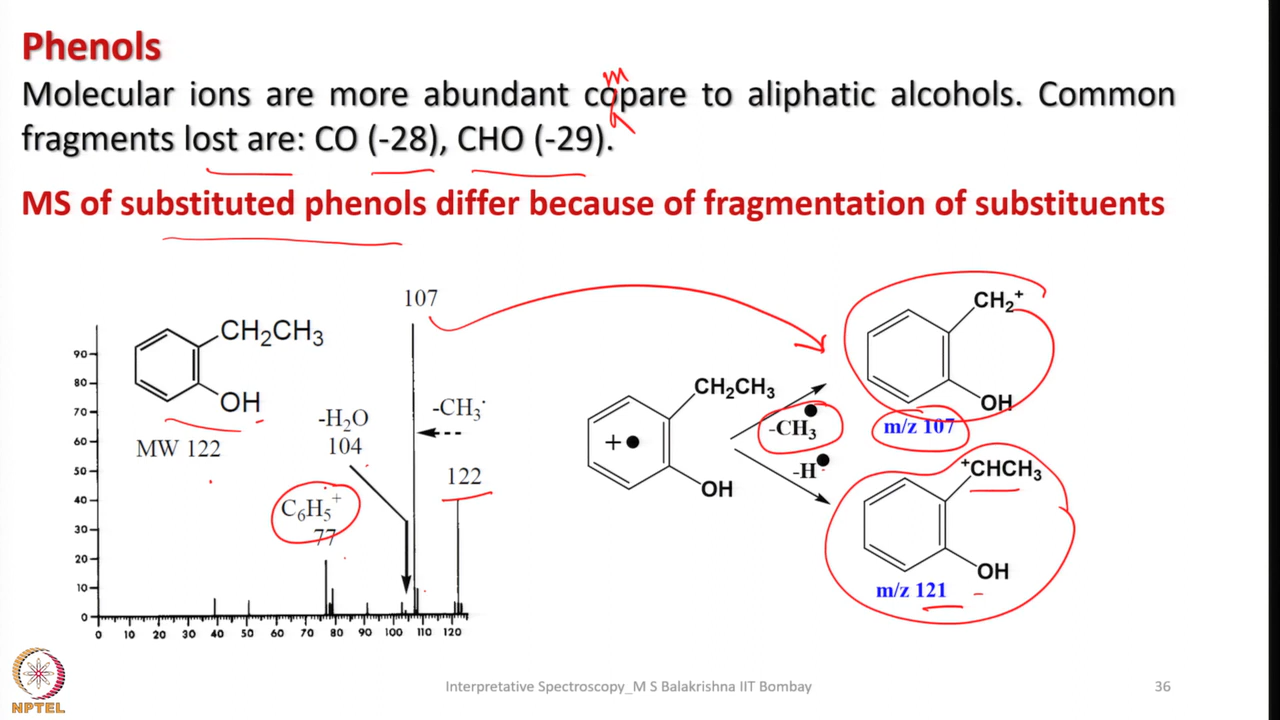 Phenols
m
Molecular ions are more abundant copare to aliphatic alcohols. Common
fragments lost are: CO (-28), CHO (-29).
MS of substituted phenols differ because of fragmentation of substituents
107
CH₂CH₃
OH
MW 122
-H₂O
104
-CH₃•
122
C₆H₅⁺
77
90
80
70
60
50
40
30
20
10
0
0 10 20 30 40 50 60 70 80 90 100 110 120
CH₂CH₃
+•
OH
-CH₃•
-H•
CH₂⁺
OH
m/z 107
⁺CHCH₃
OH
m/z 121
NPTEL
Interpretative Spectroscopy_M S Balakrishna IIT Bombay
36